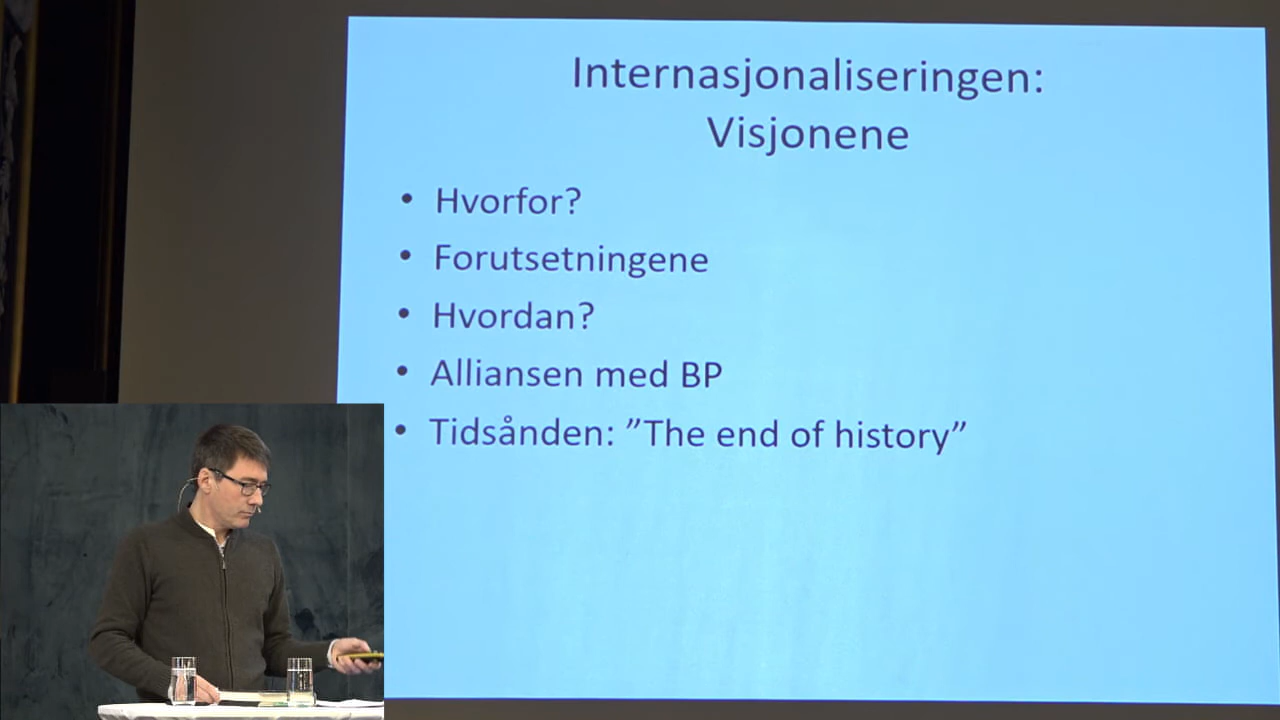 Internasjonaliseringen:
Visjonene
• Hvorfor?
• Forutsetningene
• Hvordan?
• Alliansen med BP
• Tidsånden: ”The end of history”